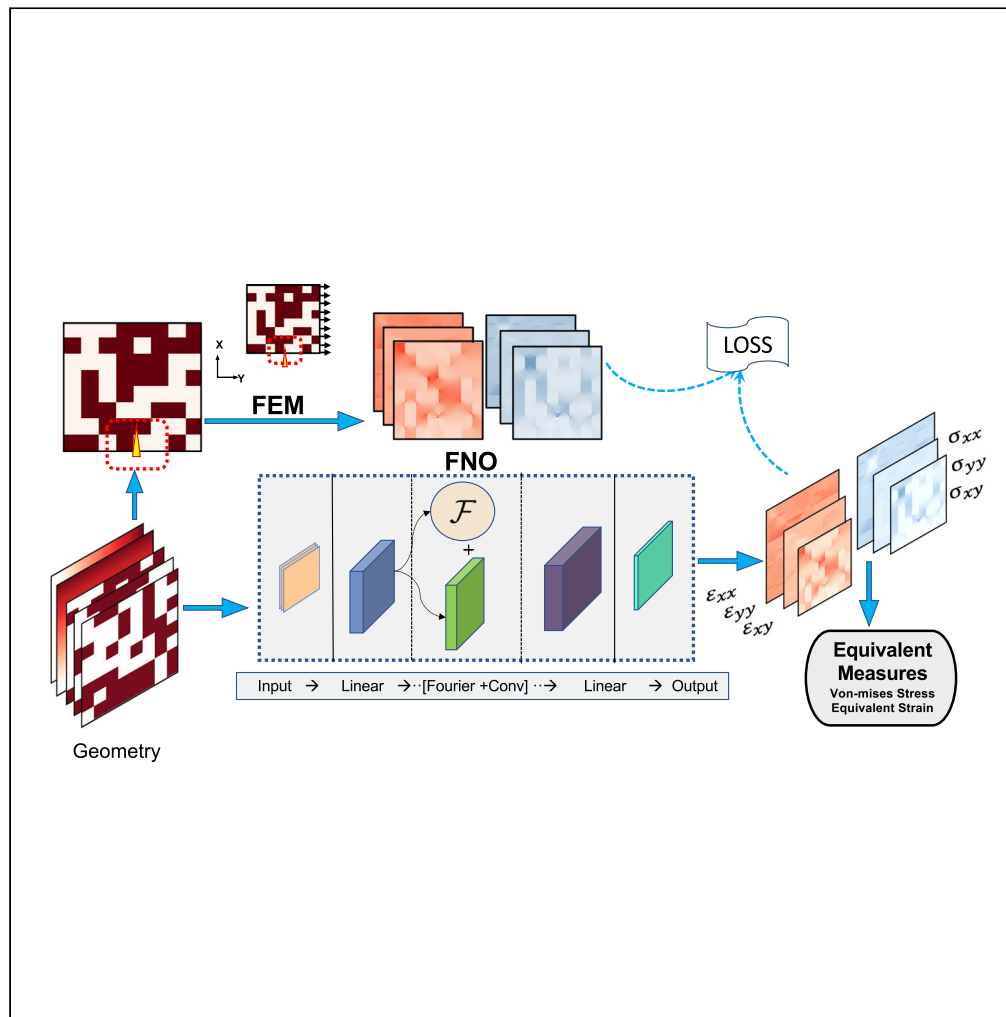 X
Y
FEM
LOSS
FNO
ℱ
+
σxx
σyy
σxy
εxx
εyy
εxy
Input → Linear →··[Fourier +Conv] ··→ Linear → Output
Geometry
Equivalent
Measures
Von-mises Stress
Equivalent Strain